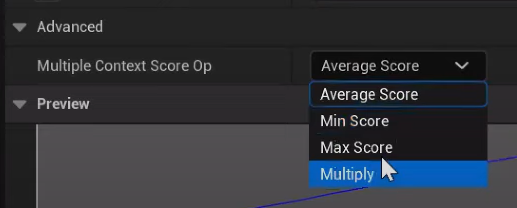 Advanced
Multiple Context Score Op
Average Score
Average Score
Min Score
Max Score
Multiply
Preview